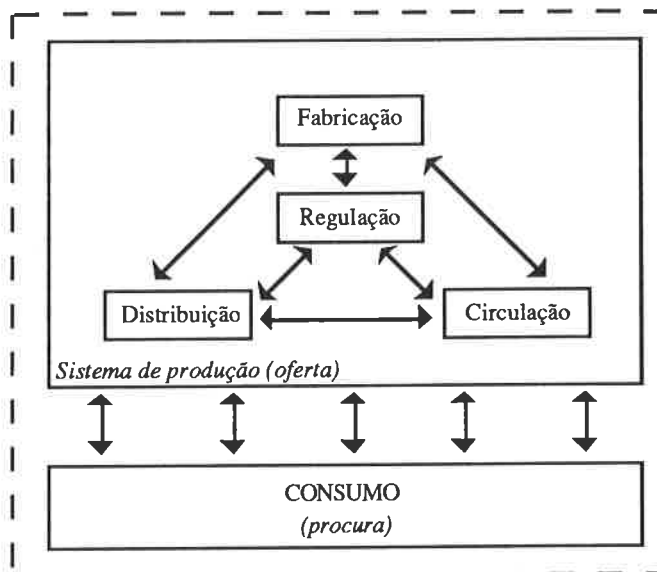 Fabricação
Regulação
Distribuição
Circulação
Sistema de produção (oferta)
CONSUMO
(procura)